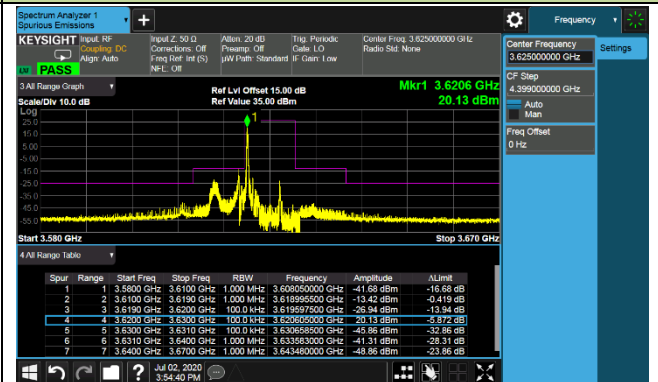 Spectrum Analyzer 1
Spurious Emissions
Frequency
KEYSIGHT Input: RF
Coupling: DC
Align: Auto
Input Z: 50 Ω
Corrections: Off
Freq Ref: Int (S)
NFE: Off
Atten: 20 dB
Preamp: Off
µW Path: Standard
Trig: Periodic
Gate: LO
IF Gain: Low
Center Freq: 3.625000000 GHz
Radio Std: None
PASS
Center Frequency
3.625000000 GHz
Settings
CF Step
4.399000000 GHz
Auto
Man
Freq Offset
0 Hz
3 All Range Graph
Scale/Div 10.0 dB
Ref Lvl Offset 15.00 dB
Ref Value 35.00 dBm
Mkr1 3.6206 GHz
20.13 dBm
Log
25.0
15.0
5.00
-5.00
-15.0
-25.0
-35.0
-45.0
-55.0
1
Start 3.580 GHz
Stop 3.670 GHz
4 All Range Table
Spur Range Start Freq Stop Freq RBW Frequency Amplitude ΔLimit
1 1 3.5800 GHz 3.6100 GHz 1.000 MHz 3.608050000 GHz -41.68 dBm -16.68 dB
2 2 3.6100 GHz 3.6190 GHz 1.000 MHz 3.618995500 GHz -13.42 dBm -0.419 dB
3 3 3.6190 GHz 3.6200 GHz 100.0 kHz 3.619597500 GHz -26.94 dBm -13.94 dB
4 4 3.6200 GHz 3.6300 GHz 100.0 kHz 3.620605000 GHz 20.13 dBm -5.872 dB
5 5 3.6300 GHz 3.6310 GHz 100.0 kHz 3.630658500 GHz -45.86 dBm -32.86 dB
6 6 3.6310 GHz 3.6400 GHz 1.000 MHz 3.633583000 GHz -41.31 dBm -28.31 dB
7 7 3.6400 GHz 3.6700 GHz 1.000 MHz 3.643480000 GHz -48.86 dBm -23.86 dB
Jul 02, 2020
3:54:40 PM